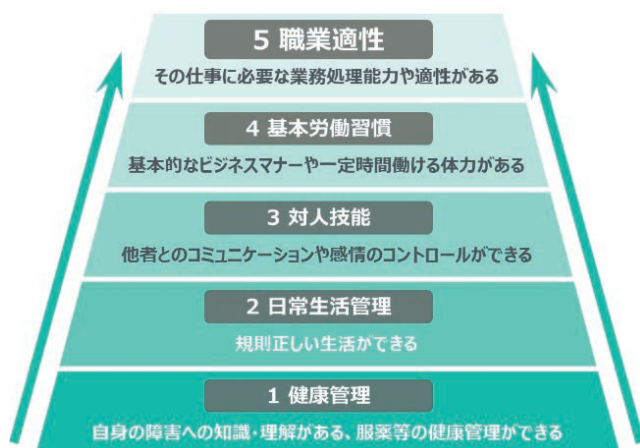 5 職業適性
その仕事に必要な業務処理能力や適性がある
4 基本労働習慣
基本的なビジネスマナーや一定時間働ける体力がある
3 対人技能
他者とのコミュニケーションや感情のコントロールができる
2 日常生活管理
規則正しい生活ができる
1 健康管理
自身の障害への知識・理解がある、服薬等の健康管理ができる